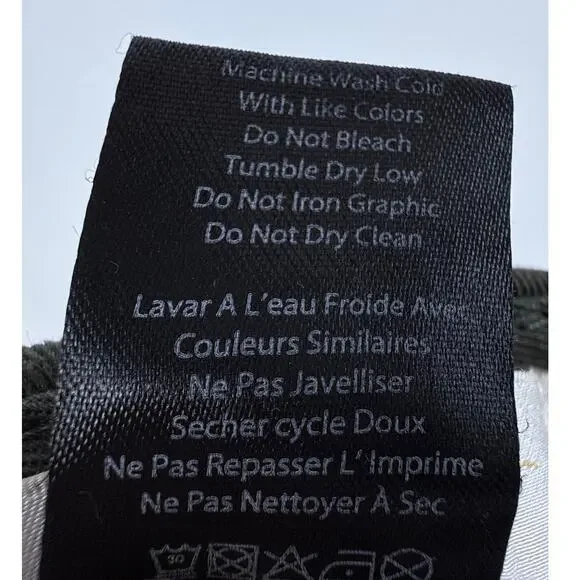 Machine Wash Cold
With Like Colors
Do Not Bleach
Tumble Dry Low
Do Not Iron Graphic
Do Not Dry Clean
Lavar A L'eau Froide Avec
Couleurs Similaires
Ne Pas Javelliser
Secher cycle Doux
Ne Pas Repasser L'Imprime
Ne Pas Nettoyer À Sec
30